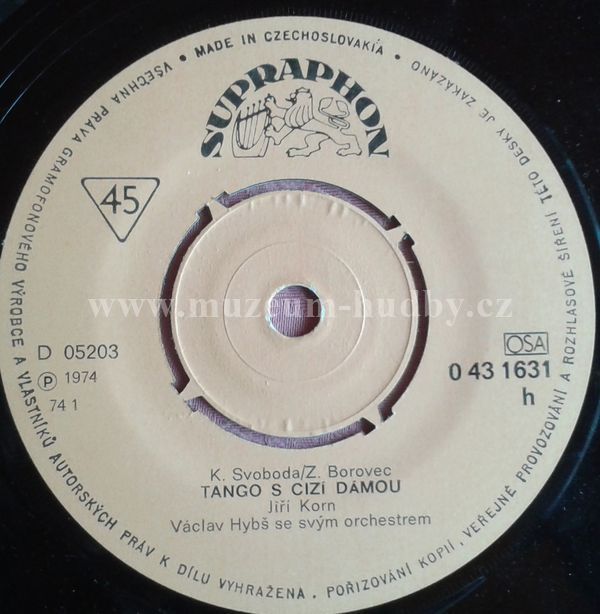 VŠECHNA PRÁVA GRAMOFONOVÉHO VÝROBCE A VLASTNÍKŮ AUTORSKÝCH PRÁV K DÍLU VYHRAŽENA. POŘIZOVÁNÍ KOPIÍ, VEŘEJNÉ PROVOZOVÁNÍ A ROZHLASOVÉ ŠÍŘENÍ TÉTO DESKY JE ZAKÁZÁNO
• MADE IN CZECHOSLOVAKIA •
SUPRAPHON
45
www.muzeum-hudby.cz
D 05203
℗ 1974
74 1
OSA
0 43 1631
h
K. Svoboda/Z. Borovec
TANGO S CIZÍ DÁMOU
Jiří Korn
Václav Hybš se svým orchestrem